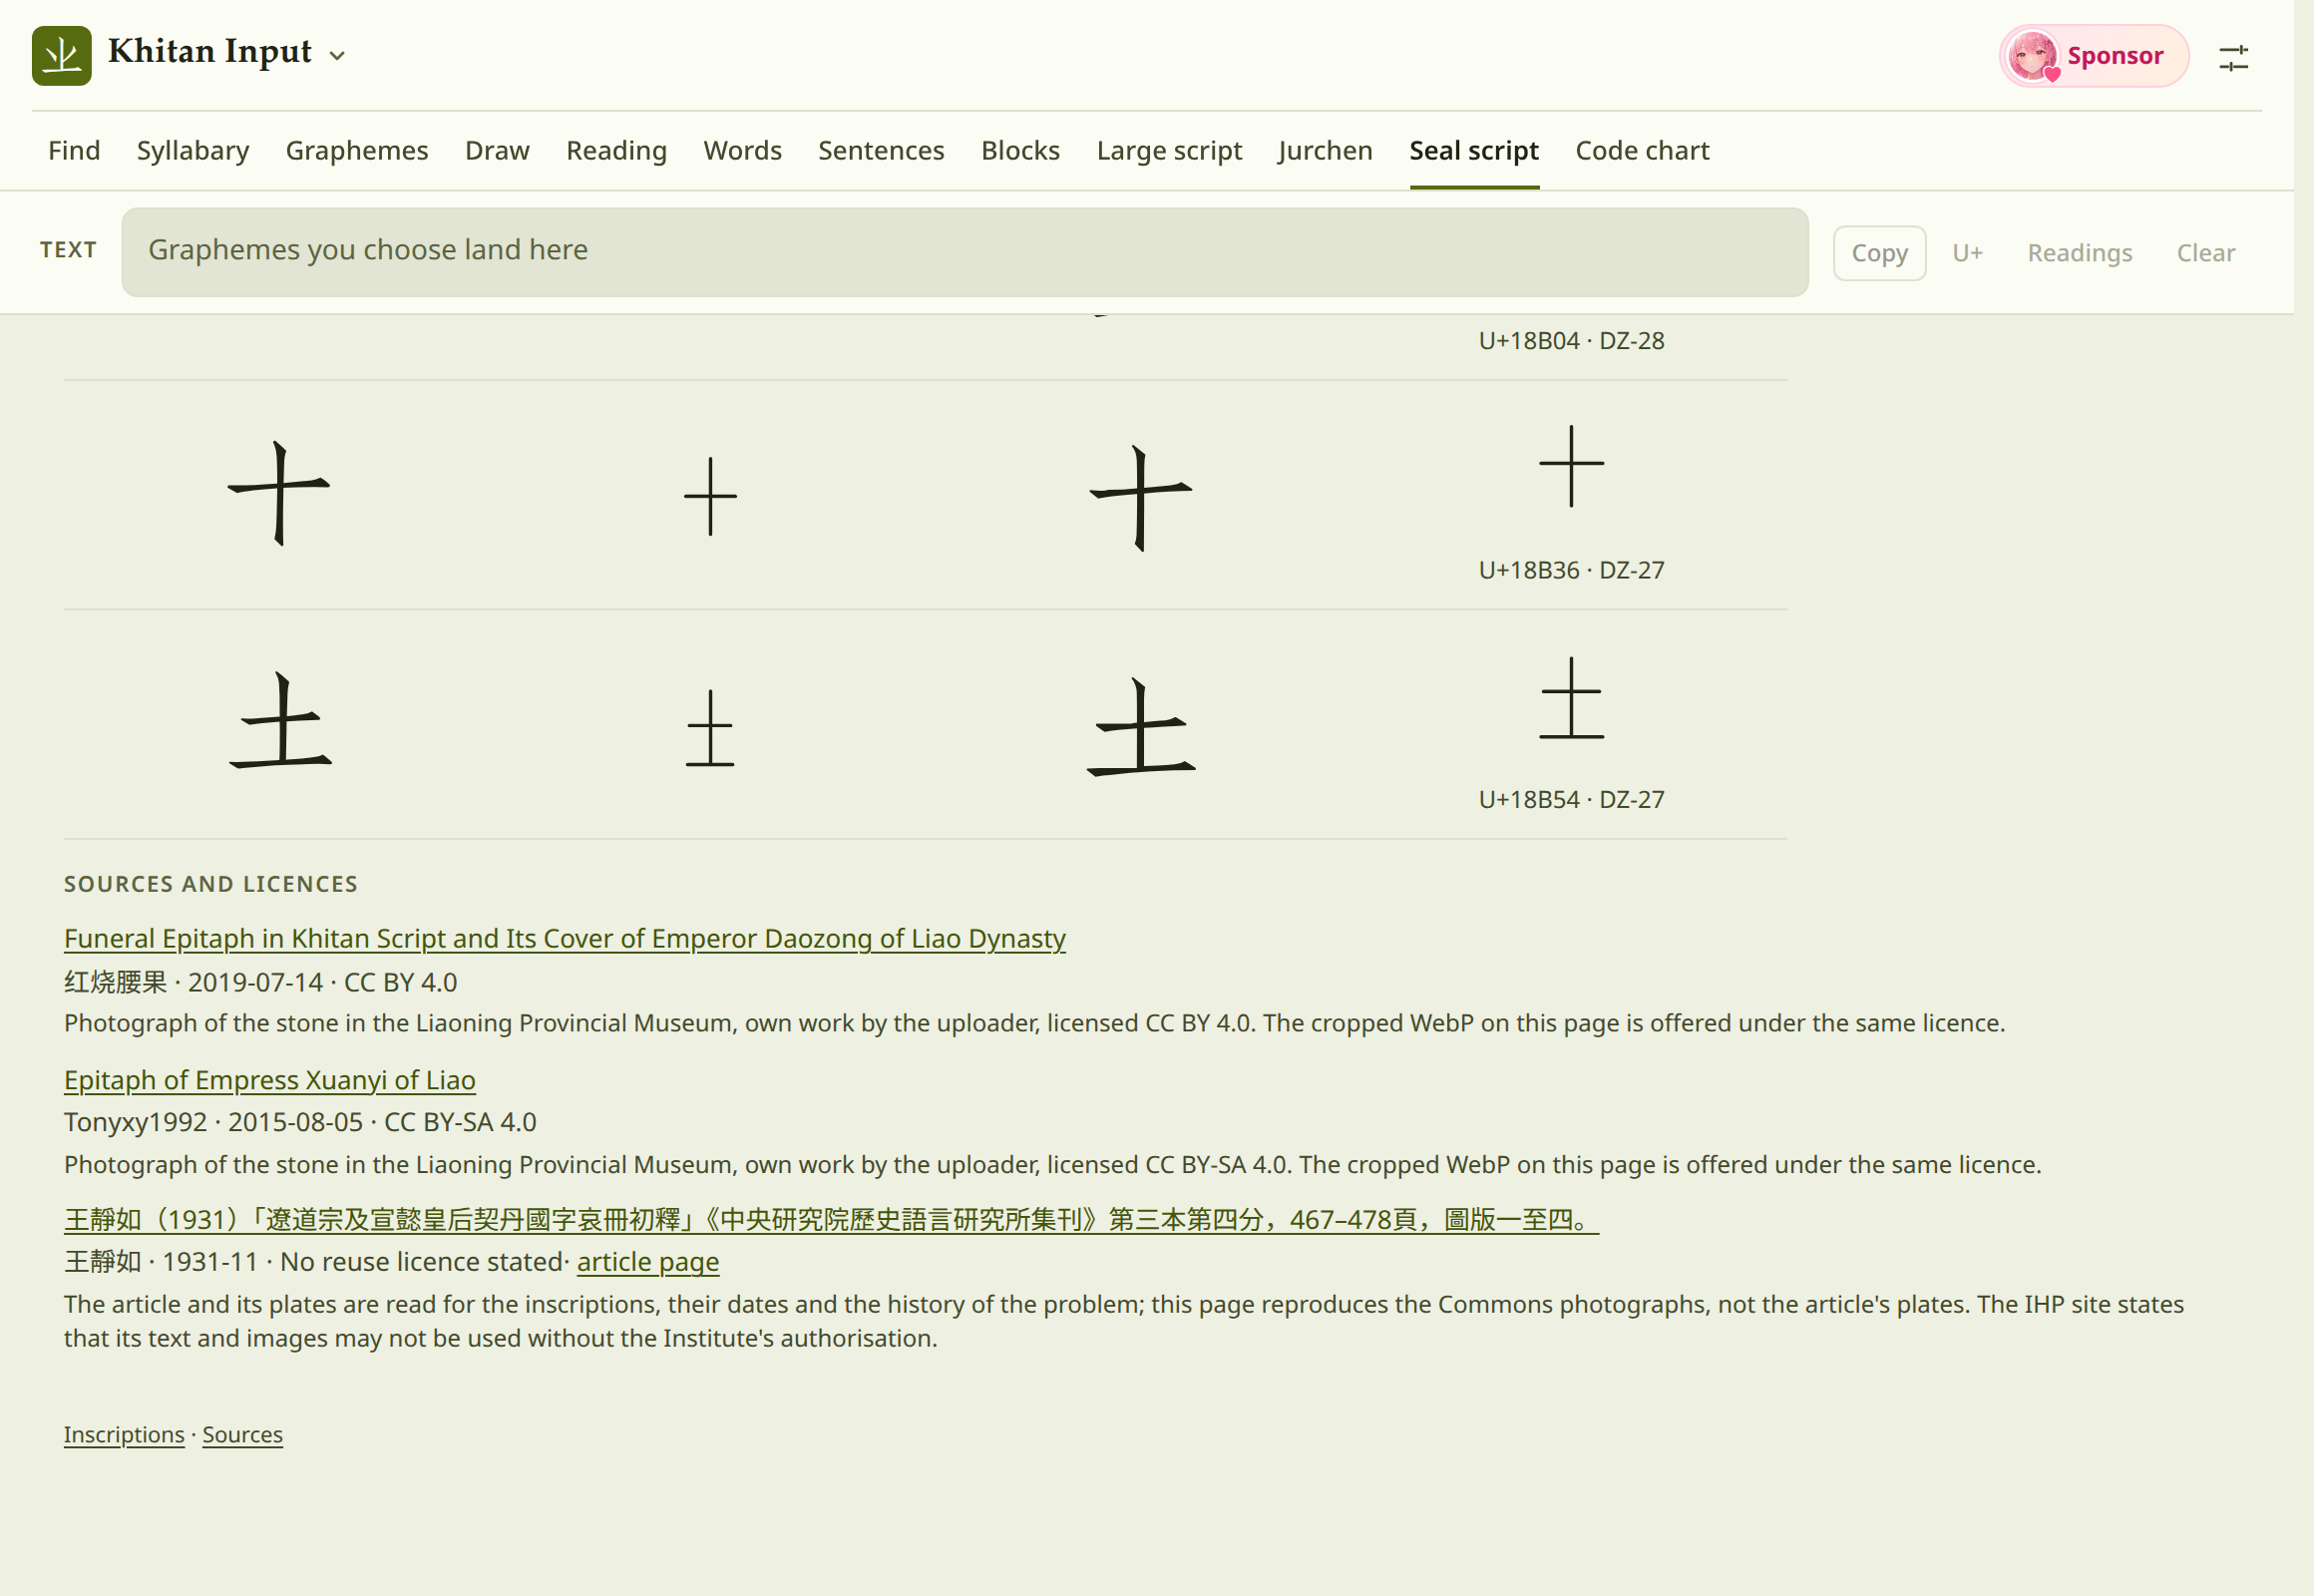 Khitan Input
Sponsor
Find Syllabary Graphemes Draw Reading Words Sentences Blocks Large script Jurchen Seal script Code chart
TEXT Graphemes you choose land here Copy U+ Readings Clear
U+18B04 · DZ-28
U+18B36 · DZ-27
U+18B54 · DZ-27
SOURCES AND LICENCES
Funeral Epitaph in Khitan Script and Its Cover of Emperor Daozong of Liao Dynasty
红烧腰果 · 2019-07-14 · CC BY 4.0
Photograph of the stone in the Liaoning Provincial Museum, own work by the uploader, licensed CC BY 4.0. The cropped WebP on this page is offered under the same licence.
Epitaph of Empress Xuanyi of Liao
Tonyxy1992 · 2015-08-05 · CC BY-SA 4.0
Photograph of the stone in the Liaoning Provincial Museum, own work by the uploader, licensed CC BY-SA 4.0. The cropped WebP on this page is offered under the same licence.
王靜如（1931）「遼道宗及宣懿皇后契丹國字哀冊初釋」《中央研究院歷史語言研究所集刊》第三本第四分，467–478頁，圖版一至四。
王靜如 · 1931-11 · No reuse licence stated· article page
The article and its plates are read for the inscriptions, their dates and the history of the problem; this page reproduces the Commons photographs, not the article's plates. The IHP site states
that its text and images may not be used without the Institute's authorisation.
Inscriptions · Sources